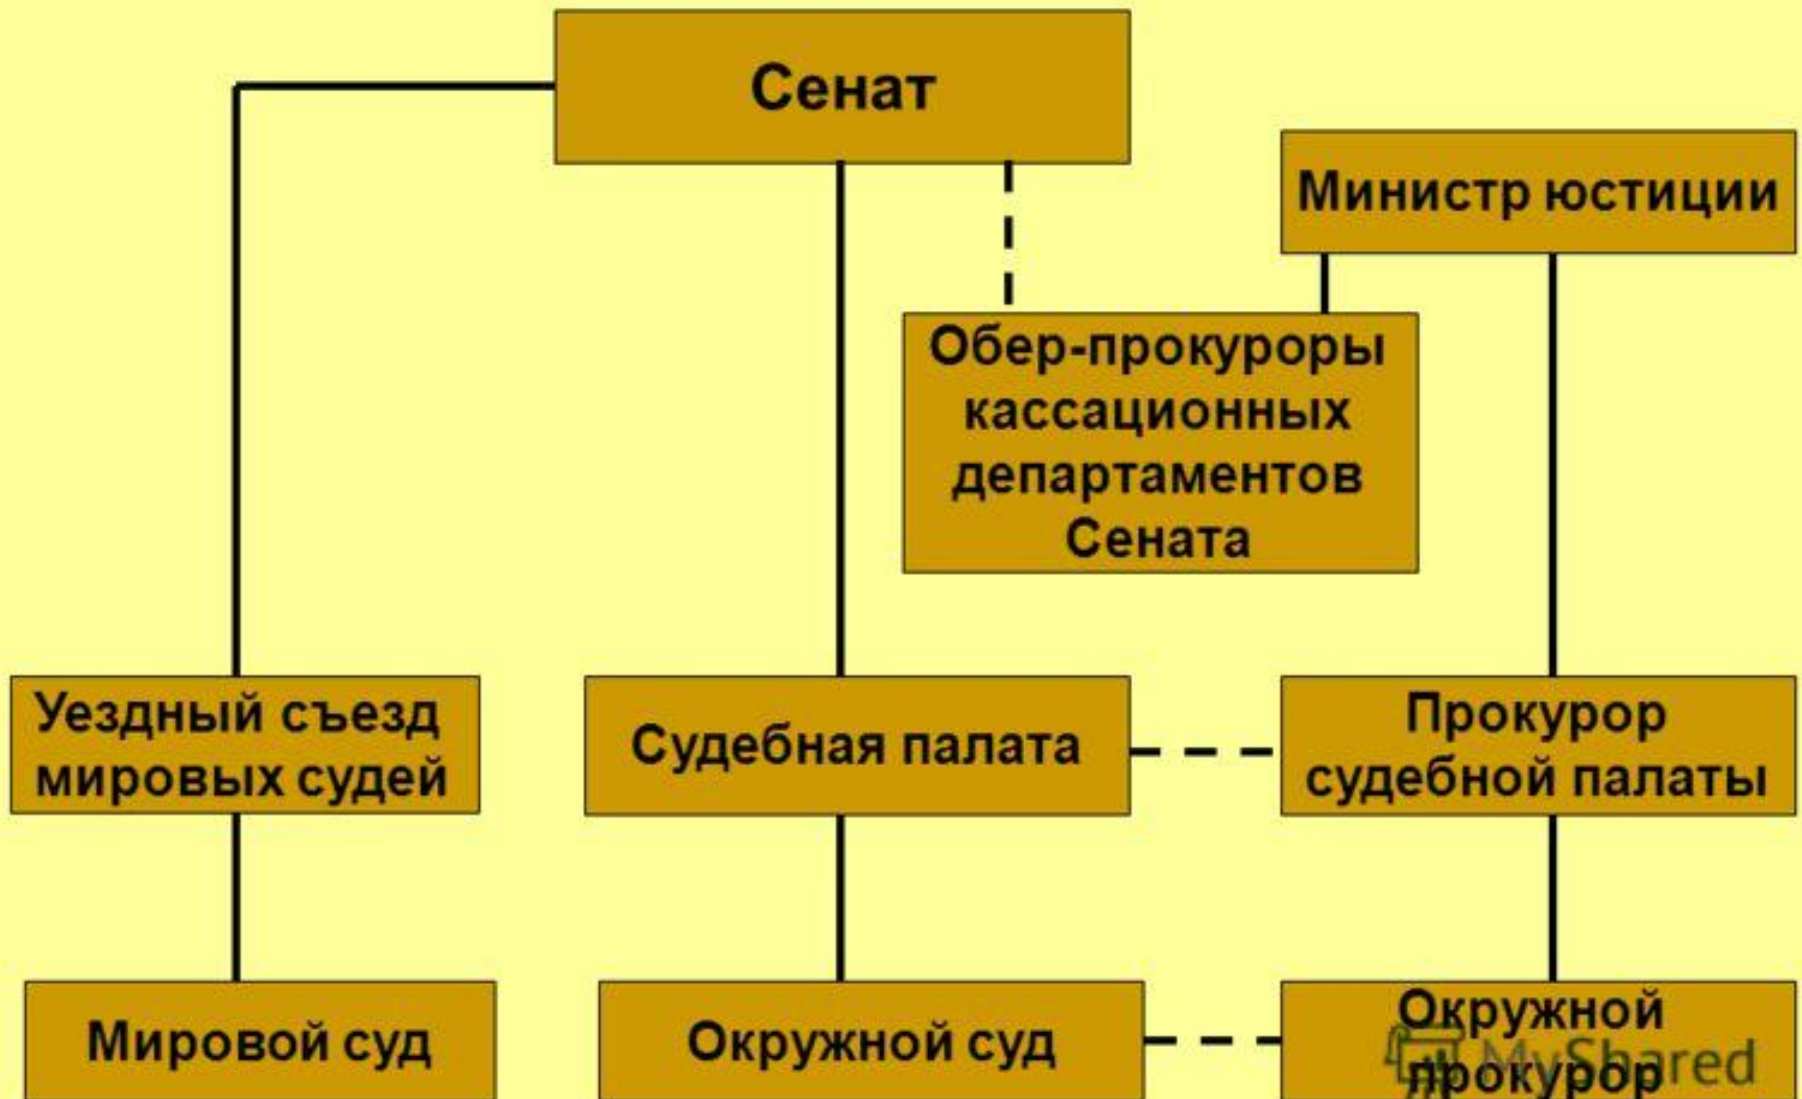 Сенат
Министр юстиции
Обер-прокуроры
кассационных
департаментов
Сената
Уездный съезд
мировых судей
Судебная палата
Прокурор
судебной палаты
Мировой суд
Окружной суд
Окружной
прокурор
MyShared